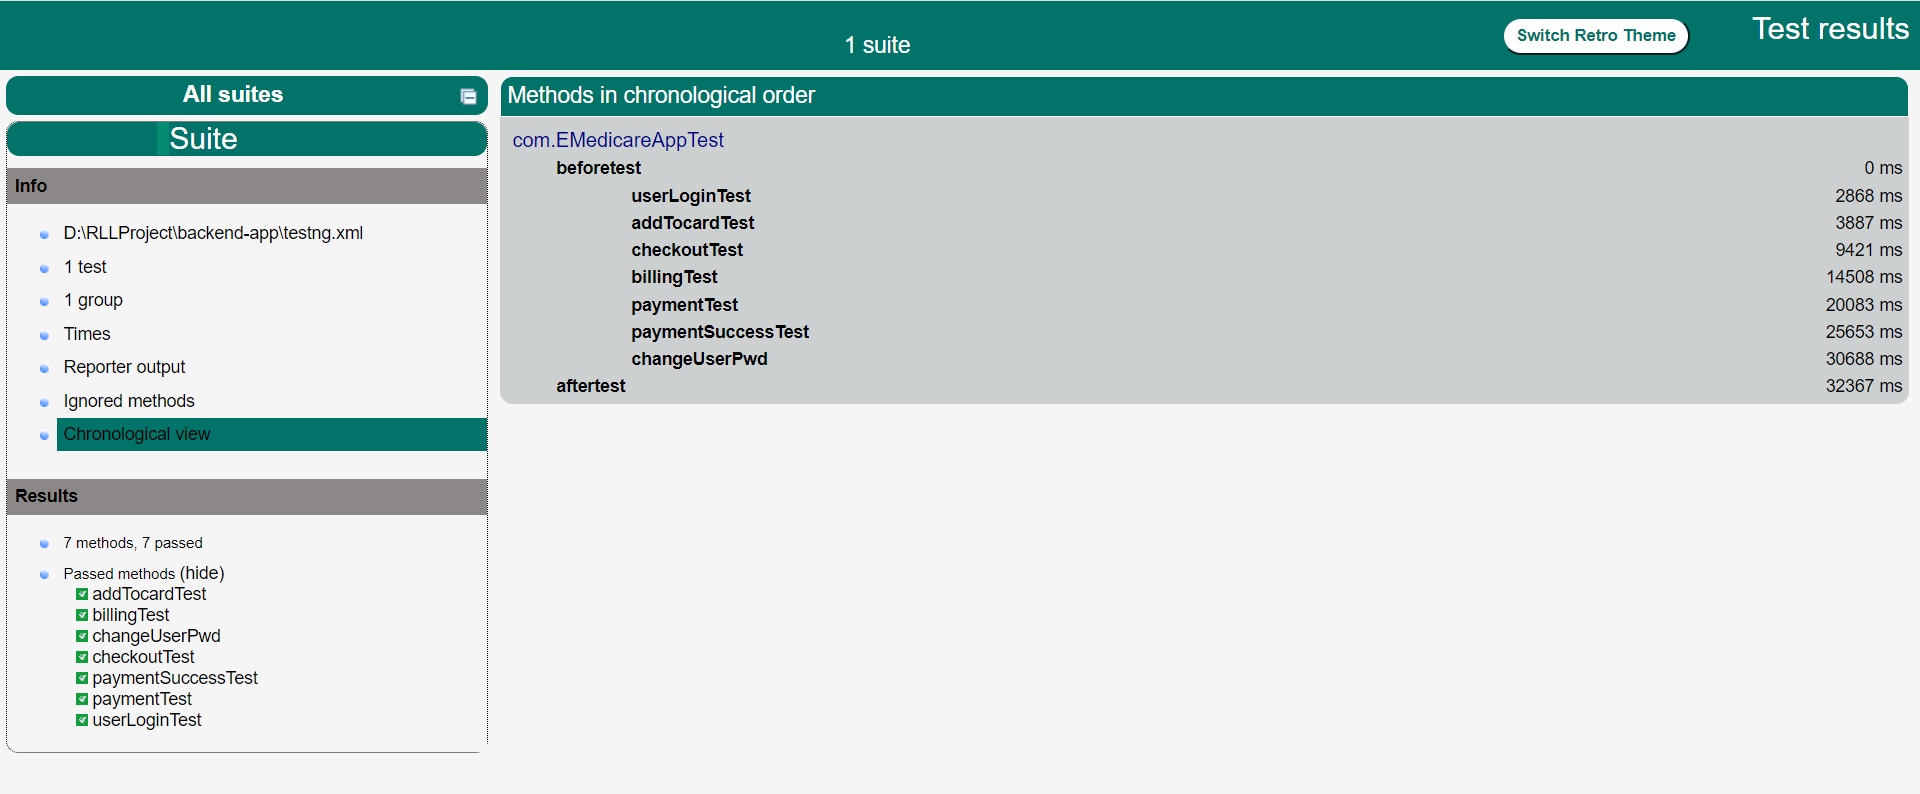 1 suite
Switch Retro Theme
Test results
All suites
Suite
Info
D:\RLLProject\backend-app\testng.xml
1 test
1 group
Times
Reporter output
Ignored methods
Chronological view
Results
7 methods, 7 passed
Passed methods (hide)
addTocardTest
billingTest
changeUserPwd
checkoutTest
paymentSuccessTest
paymentTest
userLoginTest
Methods in chronological order
com.EMedicareAppTest
beforetest 0 ms
userLoginTest 2868 ms
addTocardTest 3887 ms
checkoutTest 9421 ms
billingTest 14508 ms
paymentTest 20083 ms
paymentSuccessTest 25653 ms
changeUserPwd 30688 ms
aftertest 32367 ms